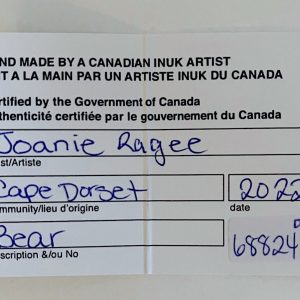 ND MADE BY A CANADIAN INUK ARTIST
T A LA MAIN PAR UN ARTISTE INUK DU CANADA
rtified by the Government of Canada
uthenticité certifiée par le gouvernement du Canada
Joanie Ragee
st/Artiste
Cape Dorset 2022
mmunity/lieu d'origine date
Bear 68824
scription &/ou No